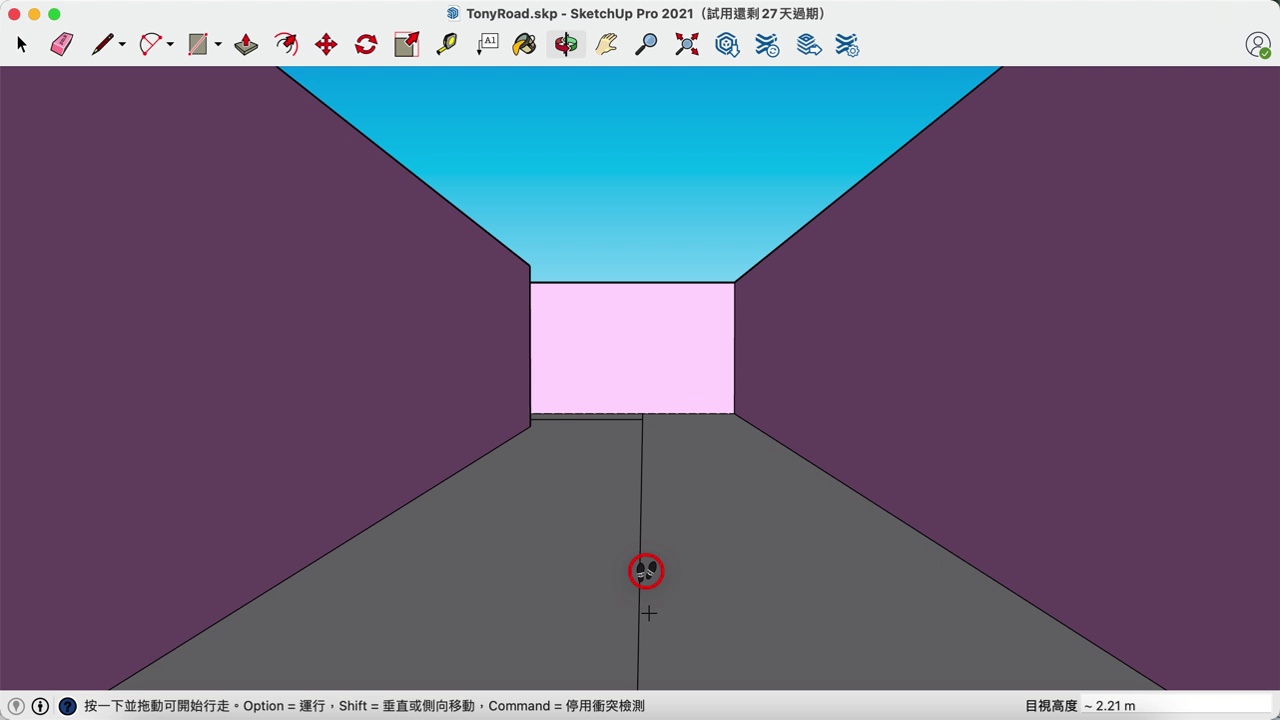 TonyRoad.skp - SketchUp Pro 2021（試用還剩 27 天過期）
A1
按一下並拖動可開始行走。Option = 運行，Shift = 垂直或側向移動，Command = 停用衝突檢測
目視高度 ~ 2.21 m